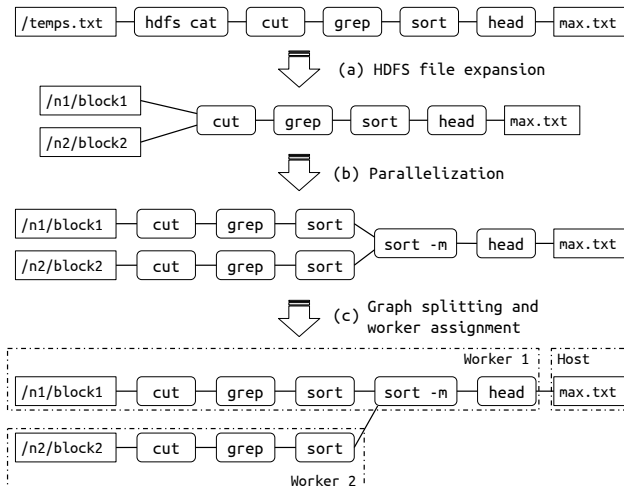 /temps.txt hdfs cat cut grep sort head max.txt
(a) HDFS file expansion
/n1/block1
cut grep sort head max.txt
/n2/block2
(b) Parallelization
/n1/block1 cut grep sort
sort -m head max.txt
/n2/block2 cut grep sort
(c) Graph splitting and
worker assignment
Worker 1 Host
/n1/block1 cut grep sort sort -m head max.txt
/n2/block2 cut grep sort
Worker 2